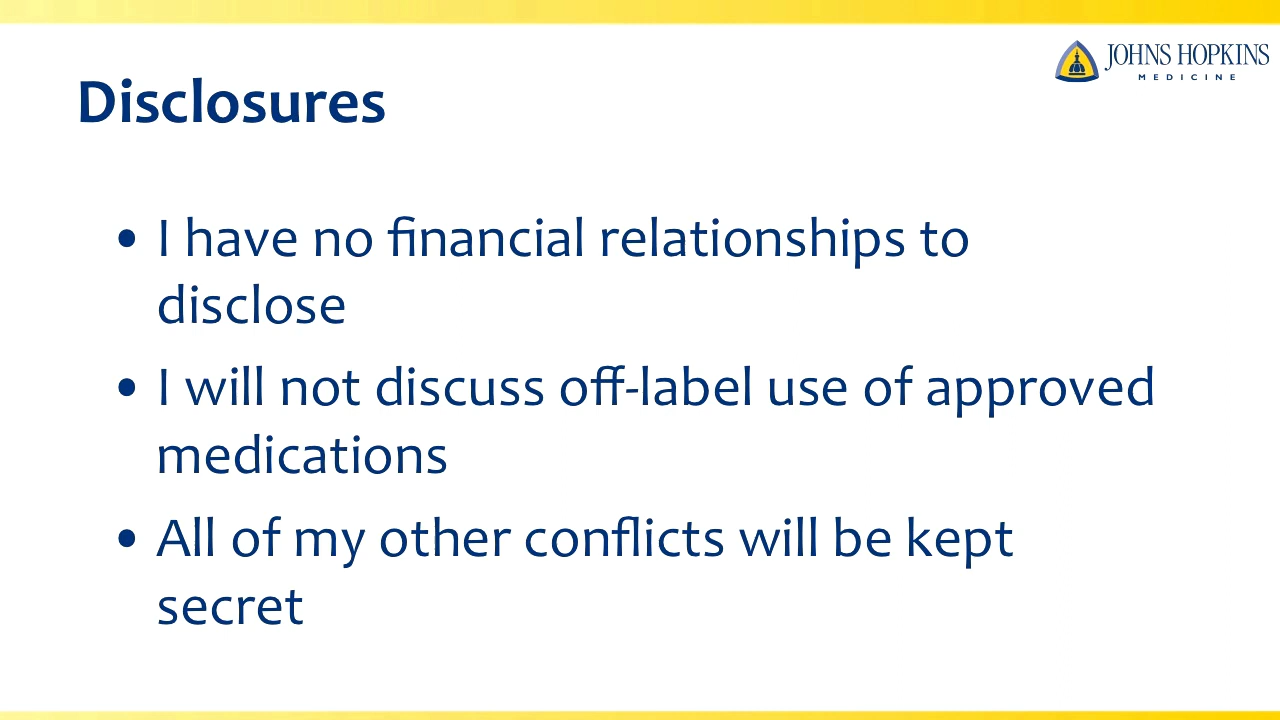 JOHNS HOPKINS
MEDICINE
Disclosures
• I have no financial relationships to
disclose
• I will not discuss off-label use of approved
medications
• All of my other conflicts will be kept
secret